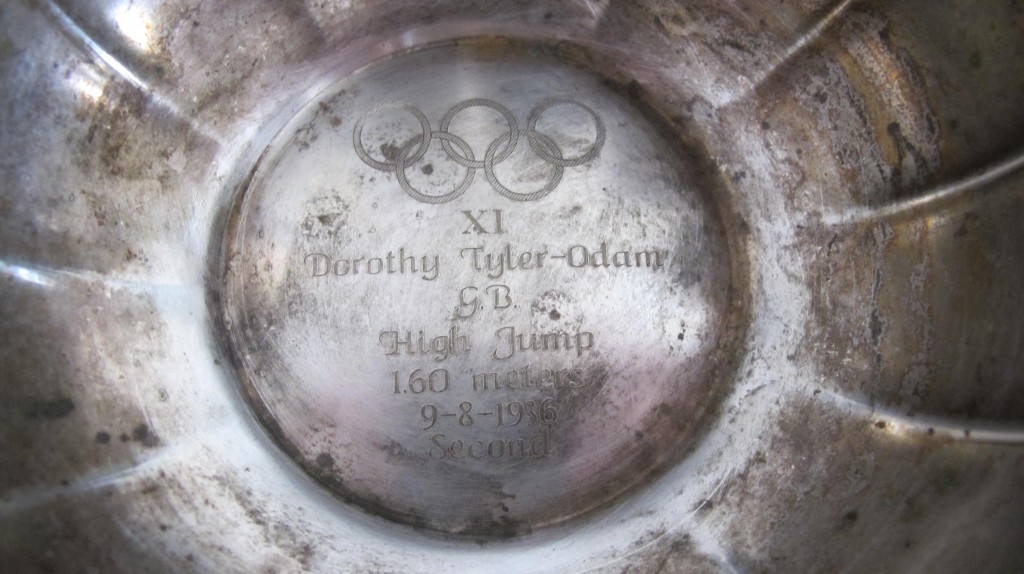 XI
Dorothy Tyler-Odam
G.B.
High Jump
1.60 meters
9-8-1936
Second